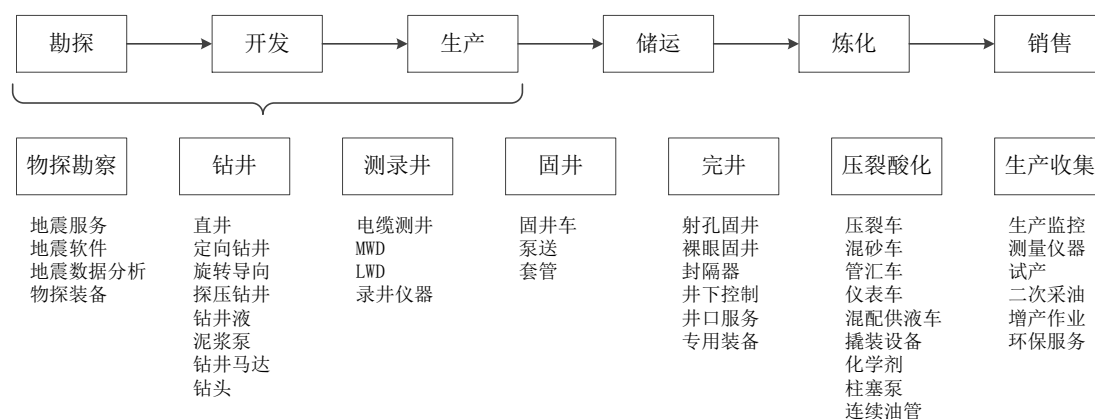 勘探
开发
生产
储运
炼化
销售
物探勘察
地震服务
地震软件
地震数据分析
物探装备
钻井
直井
定向钻井
旋转导向
探压钻井
钻井液
泥浆泵
钻井马达
钻头
测录井
电缆测井
MWD
LWD
录井仪器
固井
固井车
泵送
套管
完井
射孔固井
裸眼固井
封隔器
井下控制
井口服务
专用装备
压裂酸化
压裂车
混砂车
管汇车
仪表车
混配供液车
撬装设备
化学剂
柱塞泵
连续油管
生产收集
生产监控
测量仪器
试产
二次采油
增产作业
环保服务